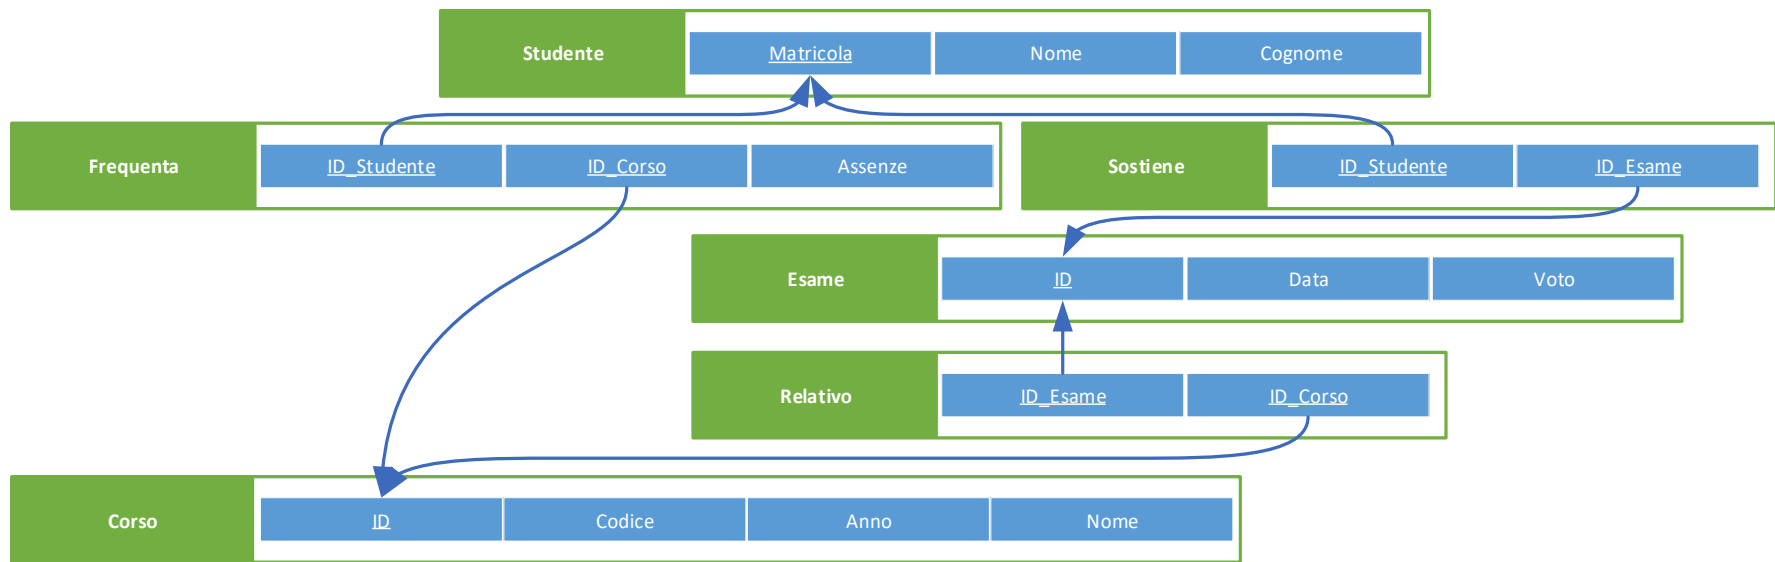 Studente Matricola Nome Cognome
Frequenta ID_Studente ID_Corso Assenze
Sostiene ID_Studente ID_Esame
Esame ID Data Voto
Relativo ID_Esame ID_Corso
Corso ID Codice Anno Nome